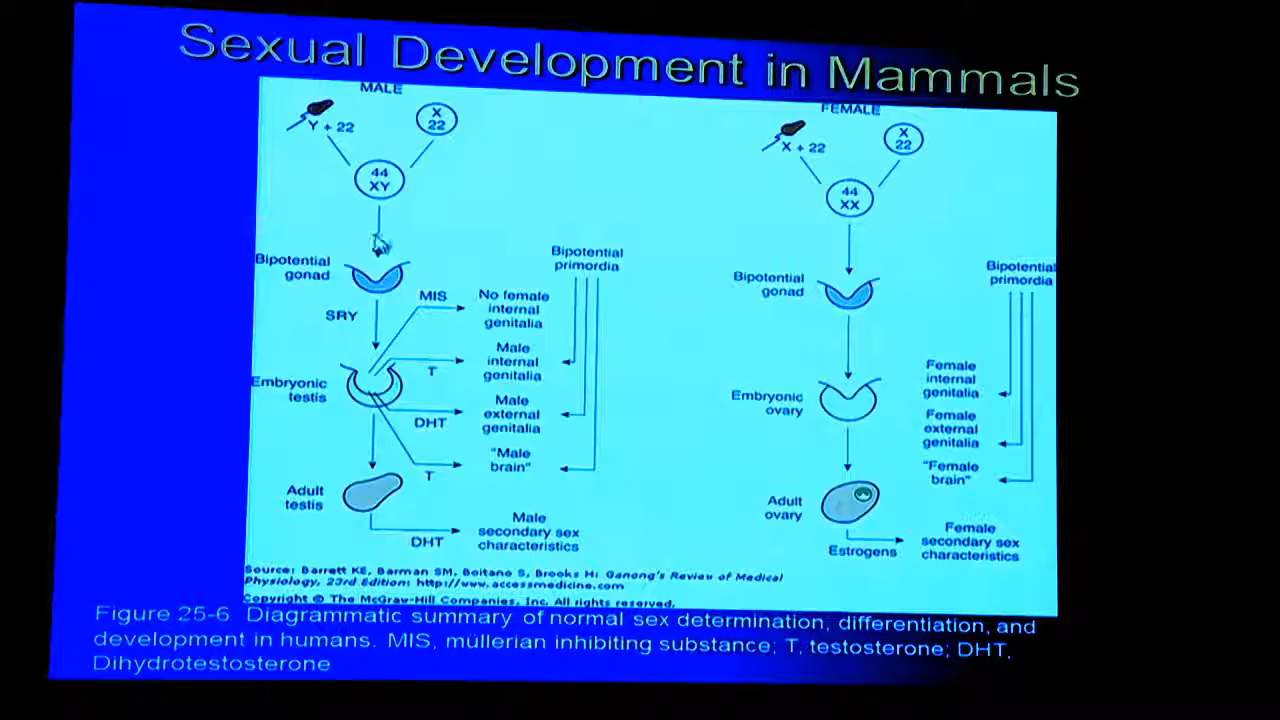 Sexual Development in Mammals
MALE
Y + 22
X
22
44
XY
Bipotential
gonad
SRY
MIS
No female
internal
genitalia
Bipotential
primordia
T
Male
internal
genitalia
Embryonic
testis
DHT
Male
external
genitalia
T
"Male
brain"
Adult
testis
DHT
Male
secondary sex
characteristics
FEMALE
X + 22
X
22
44
XX
Bipotential
gonad
Bipotential
primordia
Female
internal
genitalia
Embryonic
ovary
Female
external
genitalia
"Female
brain"
Adult
ovary
Estrogens
Female
secondary sex
characteristics
Source: Barrett KE, Barman SM, Boitano S, Brooks H: Ganong's Review of Medical
Physiology, 23rd Edition: http://www.accessmedicine.com
Copyright © The McGraw-Hill Companies, Inc. All rights reserved.
Figure 25-6 Diagrammatic summary of normal sex determination, differentiation, and
development in humans. MIS, müllerian inhibiting substance; T, testosterone; DHT,
Dihydrotestosterone